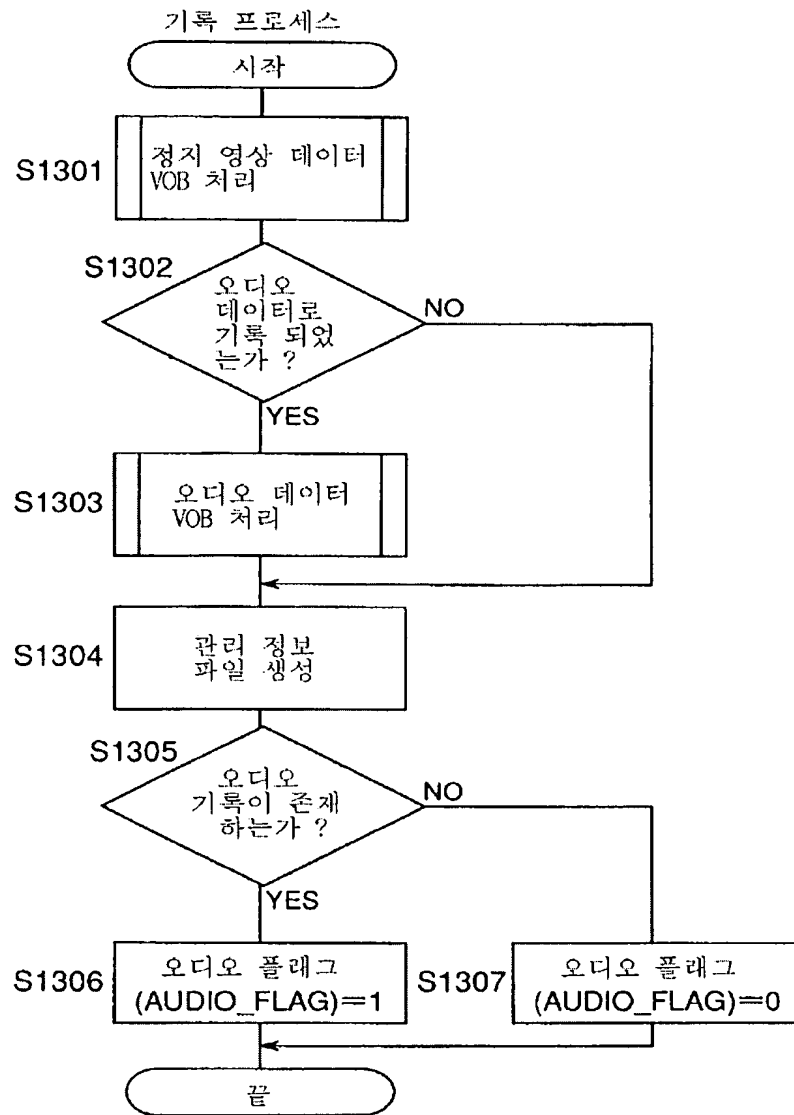 기록 프로세스
시작
S1301
정지 영상 데이터
VOB 처리
S1302
오디오
데이터로
기록 되었
는가 ?
NO
YES
S1303
오디오 데이터
VOB 처리
S1304
관리 정보
파일 생성
S1305
오디오
기록이 존재
하는가 ?
NO
YES
S1306
오디오 플래그
(AUDIO_FLAG)=1
S1307
오디오 플래그
(AUDIO_FLAG)=0
끝